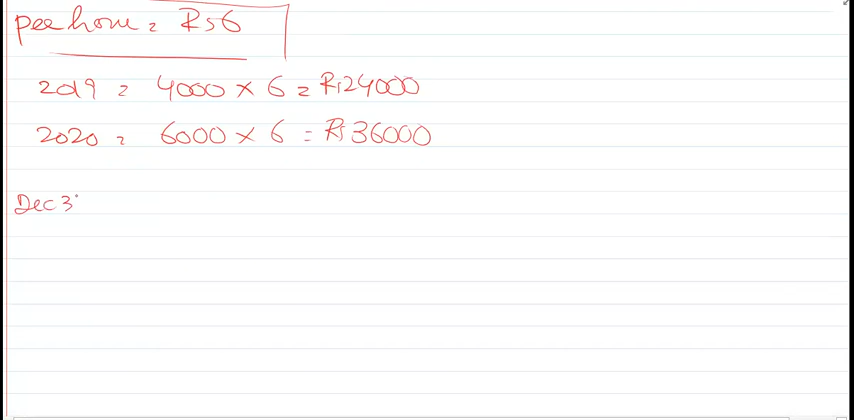 per hour = Rs 6
2019 = 4000 × 6 = Rs 24000
2020 = 6000 × 6 = Rs 36000
Dec 3